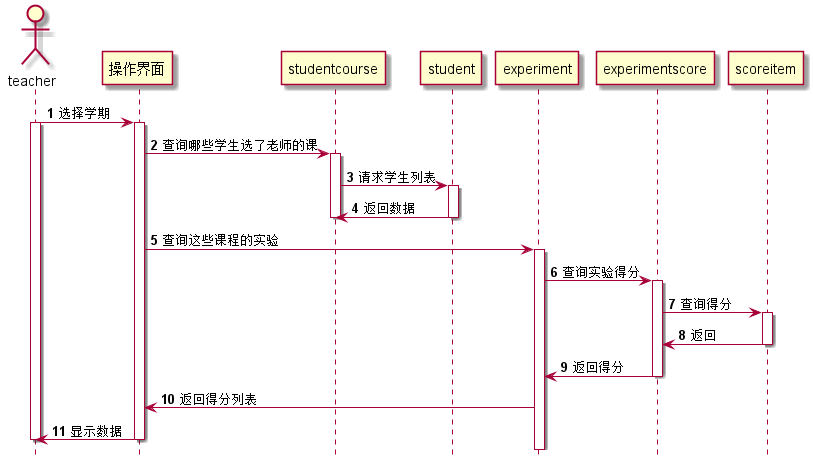 teacher
操作界面
studentcourse
student
experiment
experimentscore
scoreitem
1 选择学期
2 查询哪些学生选了老师的课
3 请求学生列表
4 返回数据
5 查询这些课程的实验
6 查询实验得分
7 查询得分
8 返回
9 返回得分
10 返回得分列表
11 显示数据